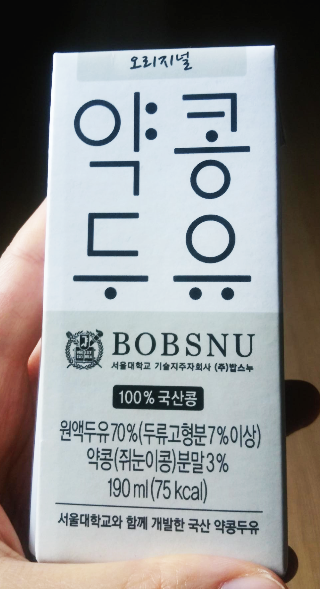 오리지널
약콩
두유
BOBSNU
서울대학교 기술지주자회사 (주)밥스누
100% 국산콩
원액두유70%(두류고형분7%이상)
약콩(쥐눈이콩)분말3%
190ml(75kcal)
서울대학교와 함께 개발한 국산 약콩두유